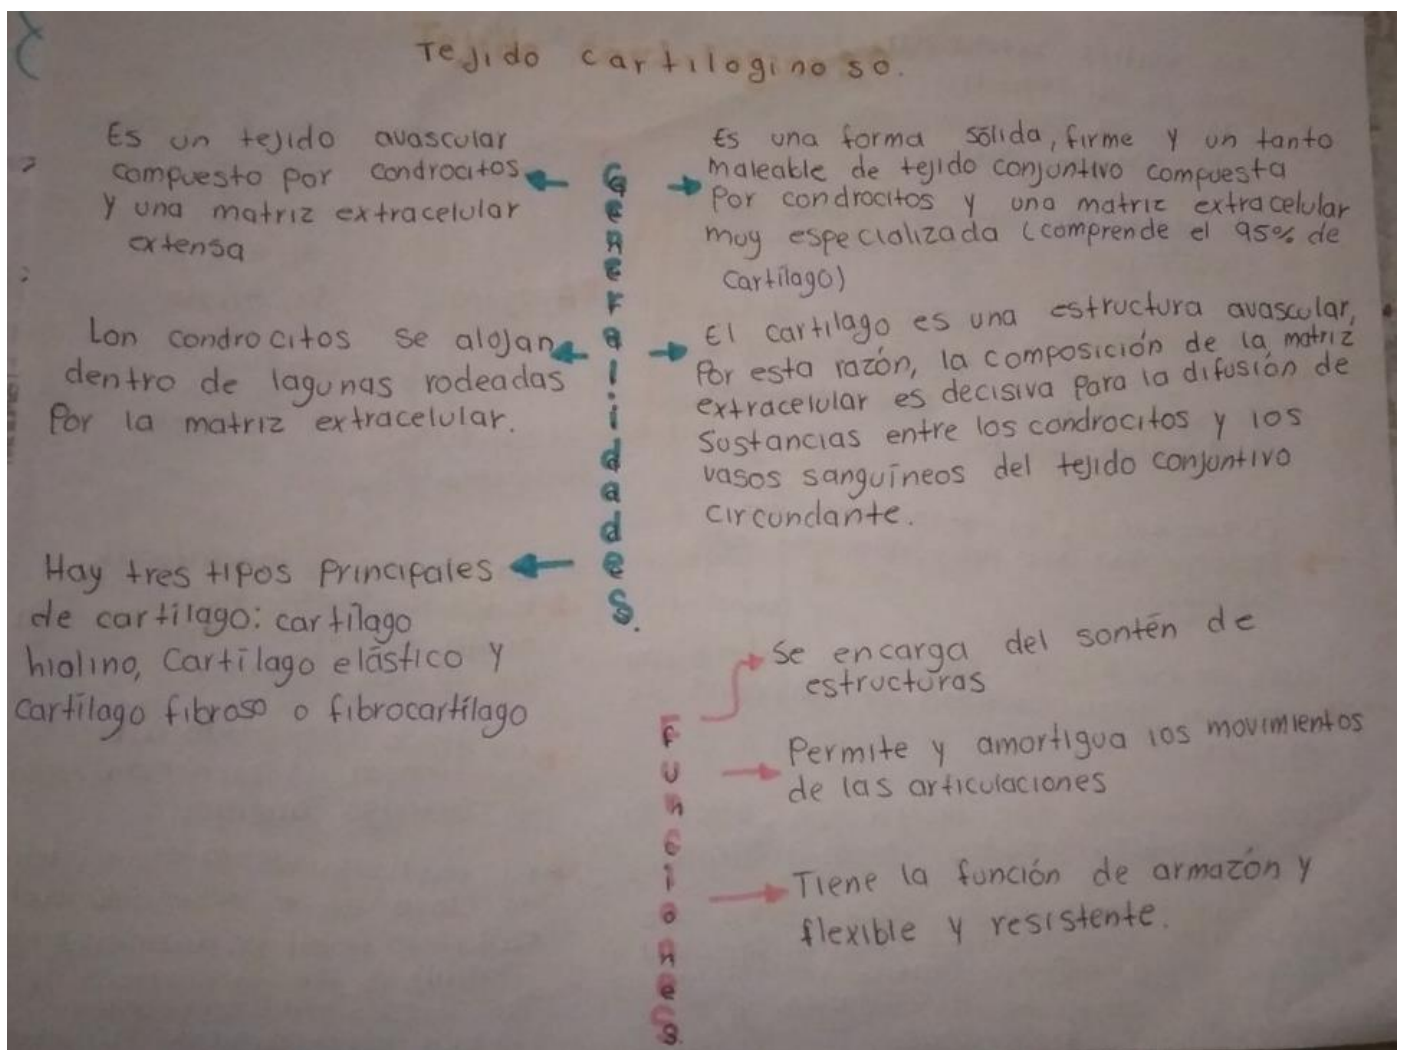 Tejido cartiloginoso.
Es un tejido avascular
compuesto por condrocitos
y una matriz extracelular
extensa
Lon condrocitos se alojan
dentro de lagunas rodeadas
Por la matriz extracelular.
Hay tres tipos Principales
de cartilago: cartílago
hialino, Cartílago elástico y
cartílago fibroso o fibrocartílago
Generalidades.
Es una forma sólida, firme y un tanto
maleable de tejido conjuntivo compuesta
Por condrocitos y una matriz extracelular
muy especializada (comprende el 95% de
cartílago)
El cartílago es una estructura avascular,
Por esta razón, la composición de la matriz
extracelular es decisiva para la difusión de
Sustancias entre los condrocitos y los
vasos sanguíneos del tejido conjuntivo
circundante.
Funciones.
Se encarga del sontén de
estructuras
Permite y amortigua los movimientos
de las articulaciones
Tiene la función de armazón y
flexible y resistente.